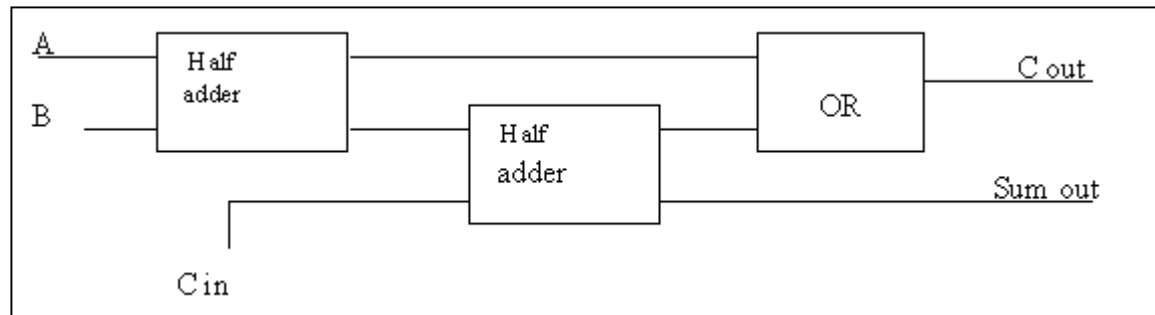 A
Half
adder
C out
B
OR
Half
adder
Sum out
C in